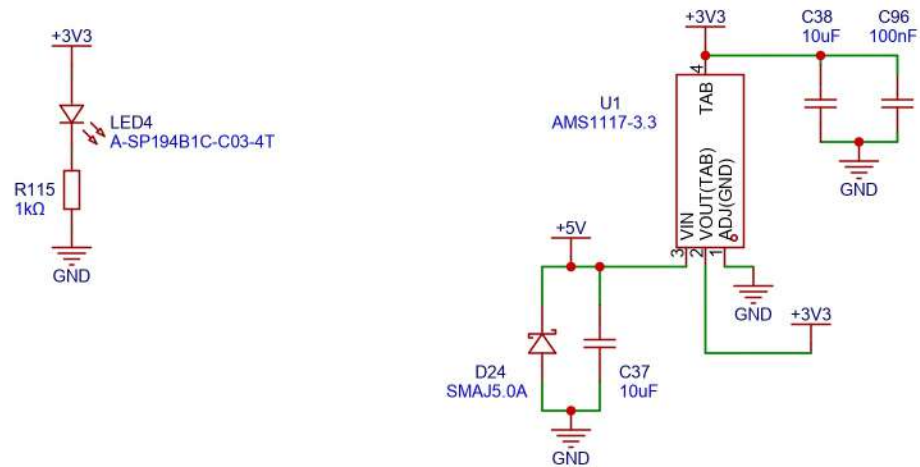 +3V3
LED4
A-SP194B1C-C03-4T
R115
1kΩ
GND
+3V3
C38
10uF
C96
100nF
4
TAB
U1
AMS1117-3.3
GND
VIN
VOUT(TAB)
ADJ(GND)
3
2
1
+5V
GND
+3V3
D24
SMAJ5.0A
C37
10uF
GND